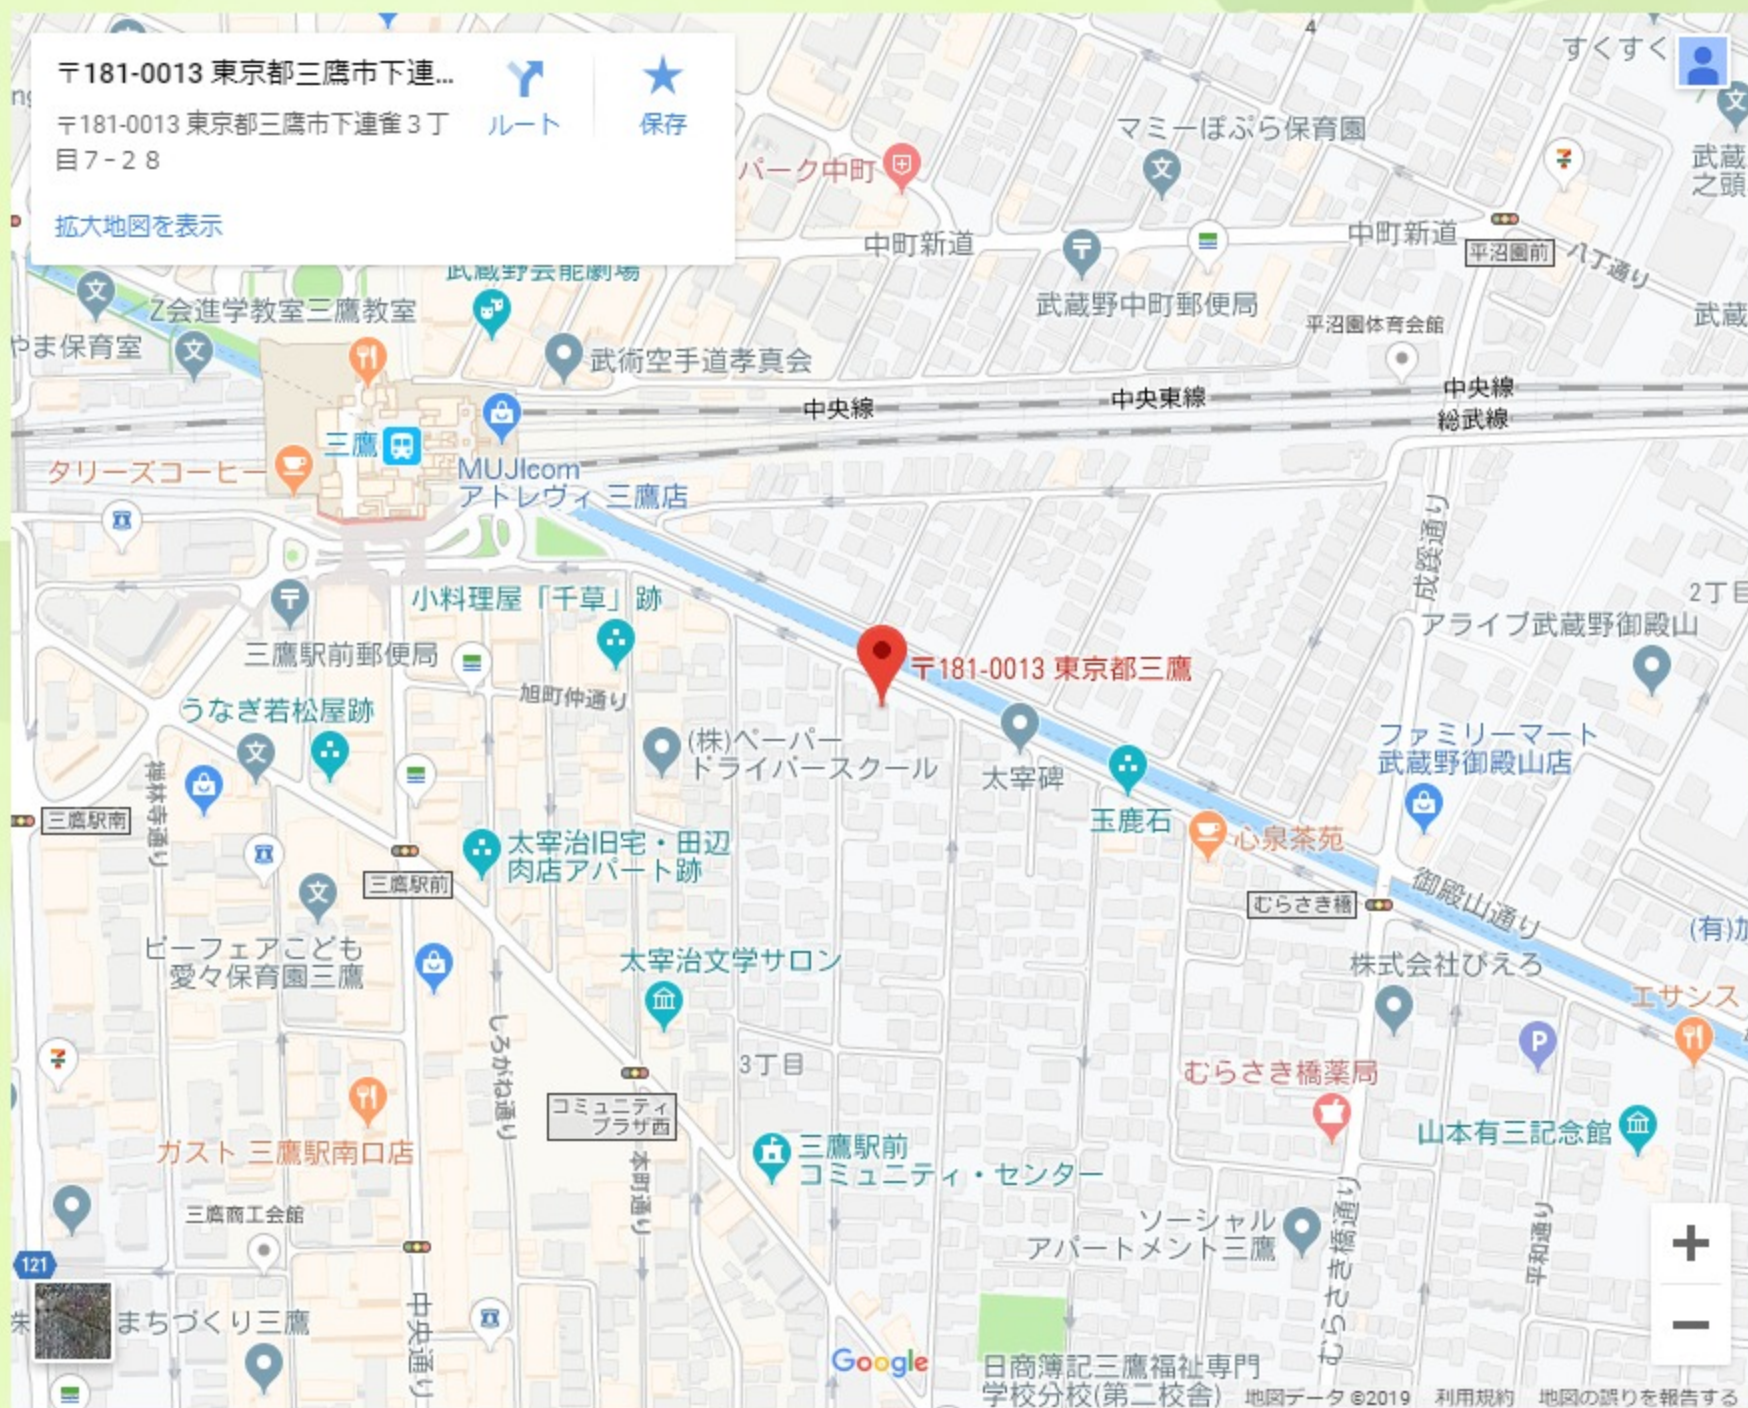 〒181-0013 東京都三鷹市下連...
〒181-0013 東京都三鷹市下連雀３丁
目７−２８
ルート
保存
拡大地図を表示
4
すくすく
マミーぽぷら保育園
パーク中町
武蔵
之頭
中町新道
中町新道
平沼園前
八丁通り
武蔵野芸能劇場
Z会進学教室三鷹教室
武蔵野中町郵便局
平沼園体育会館
武蔵
やま保育室
武術空手道孝真会
中央線
中央東線
中央線
総武線
三鷹
タリーズコーヒー
MUJIcom
アトレヴィ 三鷹店
成蹊通り
2丁目
小料理屋「千草」跡
アライブ武蔵野御殿山
三鷹駅前郵便局
〒181-0013 東京都三鷹
旭町仲通り
うなぎ若松屋跡
(株)ペーパー
ドライバースクール
太宰碑
ファミリーマート
武蔵野御殿山店
禅林寺通り
三鷹駅南
玉鹿石
心泉茶苑
太宰治旧宅・田辺
肉店アパート跡
三鷹駅前
むらさき橋
御殿山通り
(有)加
ビーフェアこども
愛々保育園三鷹
太宰治文学サロン
株式会社ぴえろ
エサンス
しろがね通り
3丁目
むらさき橋薬局
コミュニティ
プラザ西
山本有三記念館
ガスト 三鷹駅南口店
三鷹駅前
コミュニティ・センター
本町通り
三鷹商工会館
ソーシャル
アパートメント三鷹
むらさき橋通り
平和通り
121
株
まちづくり三鷹
中央通り
Google
日商簿記三鷹福祉専門
学校分校(第二校舎)
地図データ ©2019
利用規約
地図の誤りを報告する